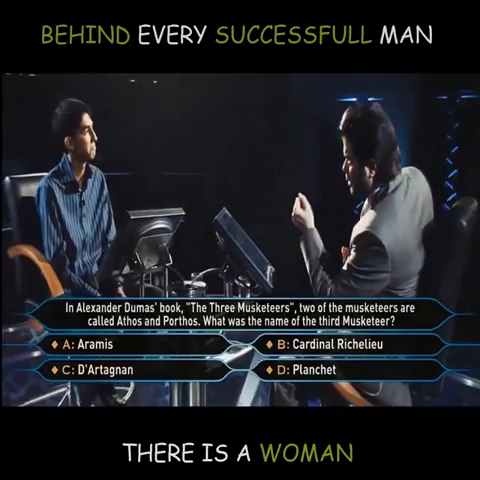 BEHIND EVERY SUCCESSFULL MAN
In Alexander Dumas' book, "The Three Musketeers", two of the musketeers are
called Athos and Porthos. What was the name of the third Musketeer?
A: Aramis
B: Cardinal Richelieu
C: D'Artagnan
D: Planchet
THERE IS A WOMAN